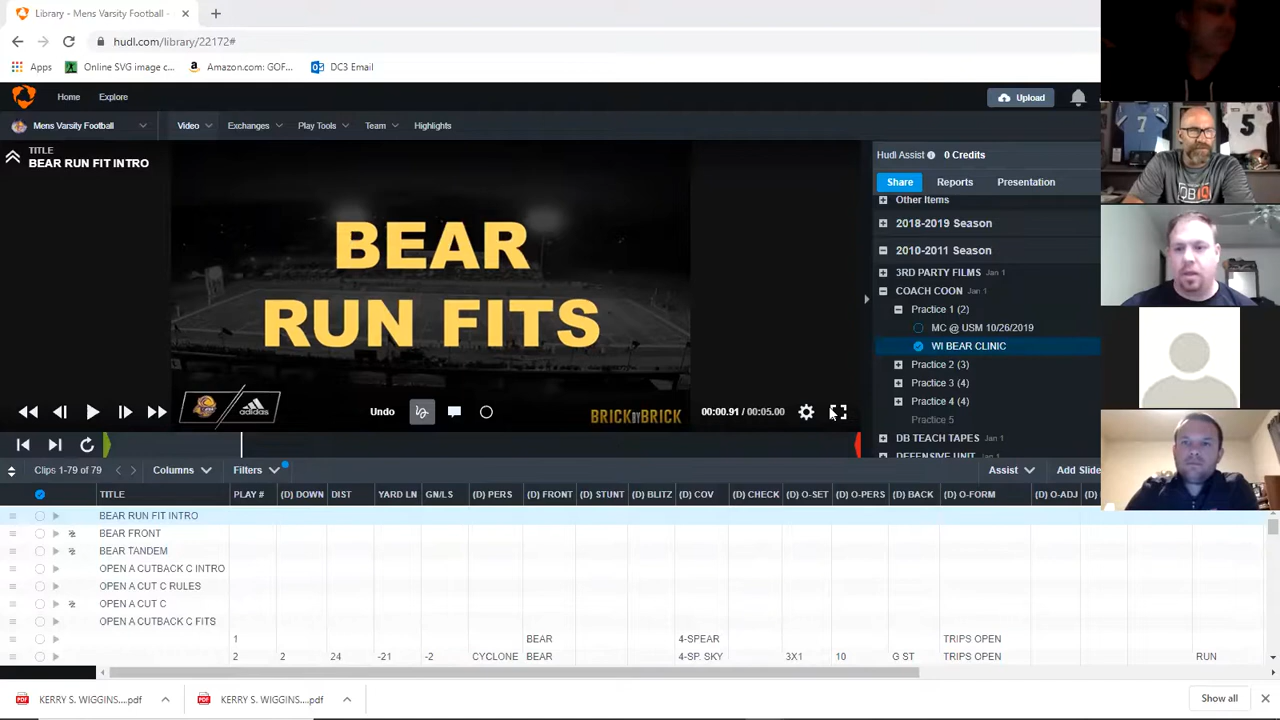 Library - Mens Varsity Football -
hudl.com/library/22172#
Apps
Online SVG image c...
Amazon.com: GOF...
DC3 Email
Home
Explore
Upload
Mens Varsity Football
Video
Exchanges
Play Tools
Team
Highlights
TITLE
BEAR RUN FIT INTRO
BEAR
RUN FITS
adidas
BRICK BY BRICK
Undo
00:00.91 / 00:05.00
Hudl Assist
0 Credits
Share
Reports
Presentation
Other Items
2018-2019 Season
2010-2011 Season
3RD PARTY FILMS Jan 1
COACH COON Jan 1
Practice 1 (2)
MC @ USM 10/26/2019
WI BEAR CLINIC
Practice 2 (3)
Practice 3 (4)
Practice 4 (4)
Practice 5
DB TEACH TAPES Jan 1
DEFENSIVE UNIT
7
5
Clips 1-79 of 79
Columns
Filters
Assist
Add Slide
TITLE PLAY # (D) DOWN DIST YARD LN GN/LS (D) PERS (D) FRONT (D) STUNT (D) BLITZ (D) COV (D) CHECK (D) O-SET (D) O-PERS (D) BACK (D) O-FORM (D) O-ADJ
BEAR RUN FIT INTRO
BEAR FRONT
BEAR TANDEM
OPEN A CUTBACK C INTRO
OPEN A CUT C RULES
OPEN A CUT C
OPEN A CUTBACK C FITS
1 BEAR 4-SPEAR TRIPS OPEN
2 2 24 -21 -2 CYCLONE BEAR 4-SP. SKY 3X1 10 G ST TRIPS OPEN RUN
KERRY S. WIGGINS....pdf
KERRY S. WIGGINS....pdf
Show all